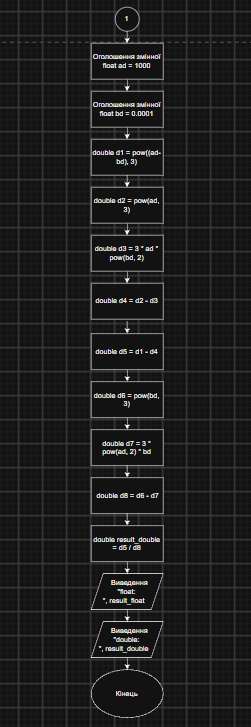 1
Оголошення змінної
float ad = 1000
Оголошення змінної
float bd = 0.0001
double d1 = pow((ad-
bd), 3)
double d2 = pow(ad,
3)
double d3 = 3 * ad *
pow(bd, 2)
double d4 = d2 - d3
double d5 = d1 - d4
double d6 = pow(bd,
3)
double d7 = 3 *
pow(ad, 2) * bd
double d8 = d6 - d7
double result_double
= d5 / d8
Виведення
"float:
", result_float
Виведення
"double:
", result_double
Кінець